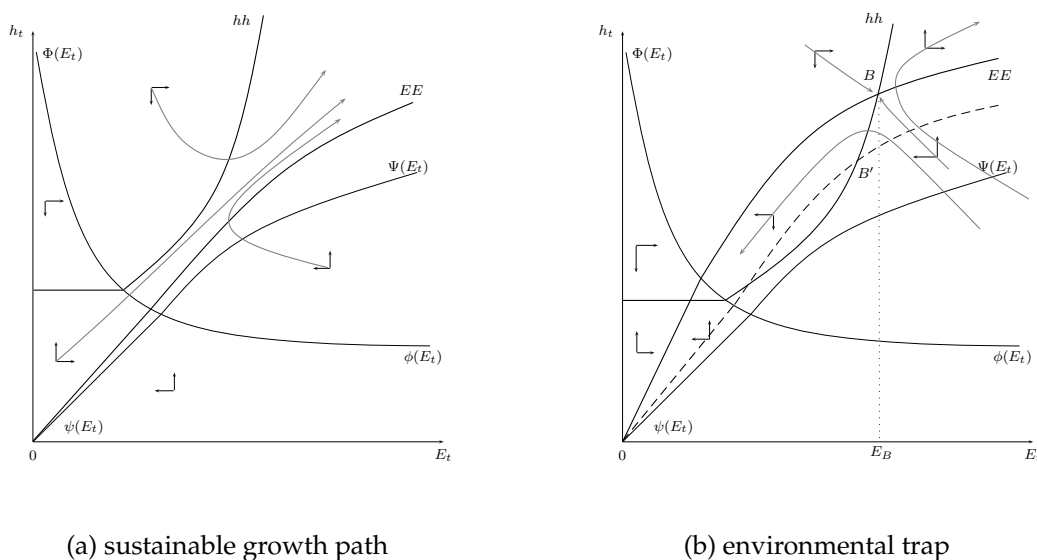 h_t
Φ(E_t)
hh
EE
Ψ(E_t)
ϕ(E_t)
ψ(E_t)
0
E_t
(a) sustainable growth path
h_t
Φ(E_t)
hh
B
EE
B′
Ψ(E_t)
ϕ(E_t)
ψ(E_t)
0
E_B
(b) environmental trap